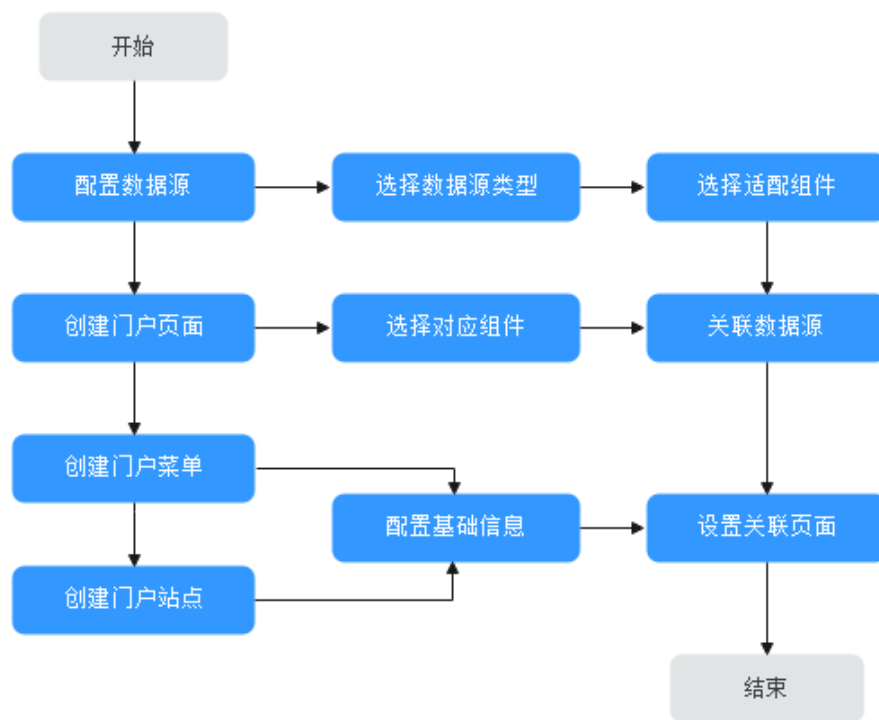 开始
配置数据源
选择数据源类型
选择适配组件
创建门户页面
选择对应组件
关联数据源
创建门户菜单
配置基础信息
设置关联页面
创建门户站点
结束